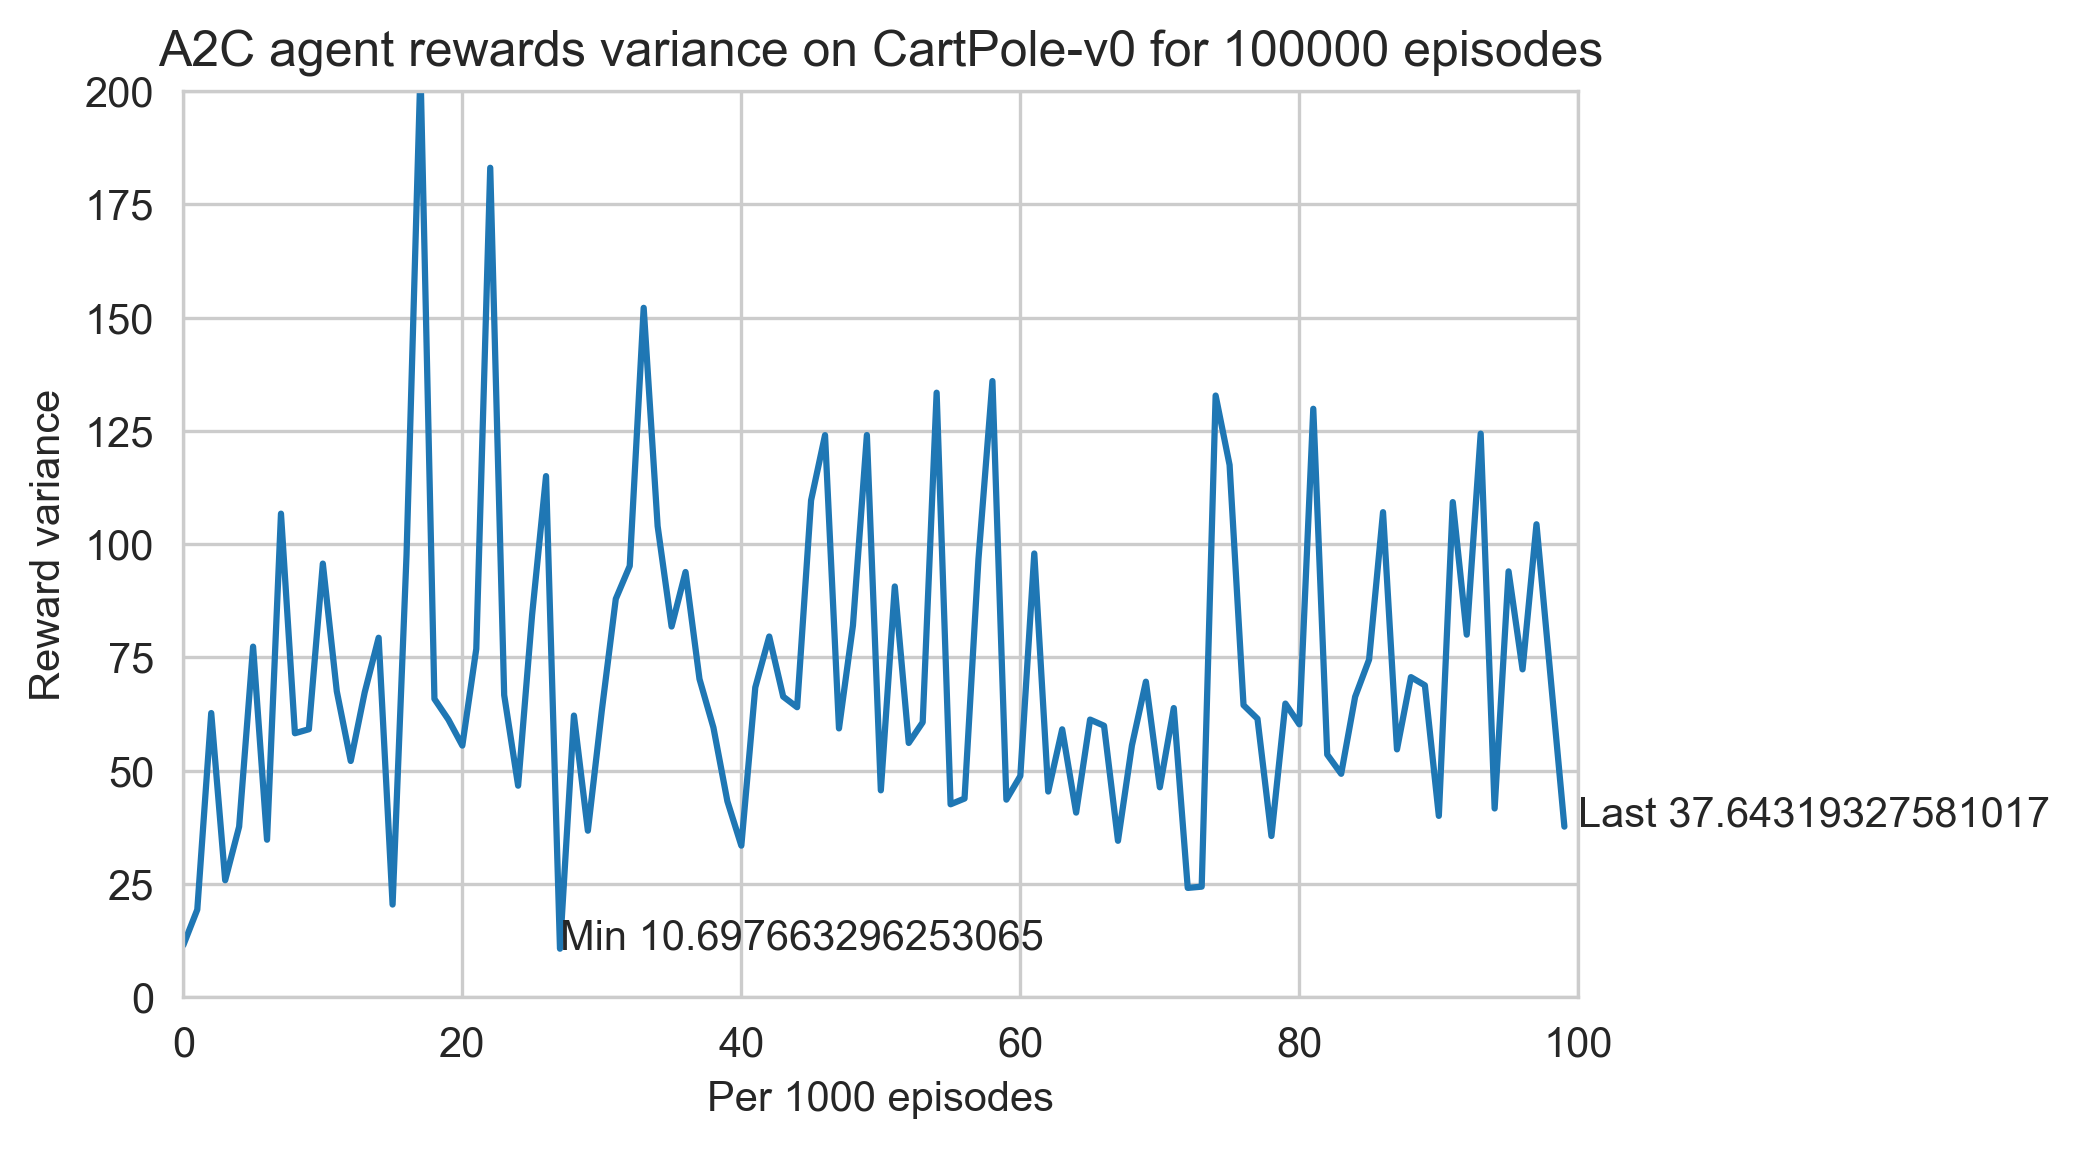 A2C agent rewards variance on CartPole-v0 for 100000 episodes
200
175
150
125
100
75
50
25
0
Reward variance
Last 37.64319327581017
Min 10.697663296253065
0 20 40 60 80 100
Per 1000 episodes